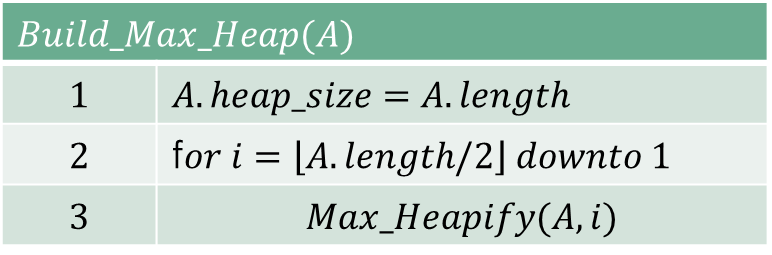 Build_Max_Heap(A)
1 A.heap_size = A.length
2 for i = ⌊A.length/2⌋ downto 1
3 Max_Heapify(A, i)